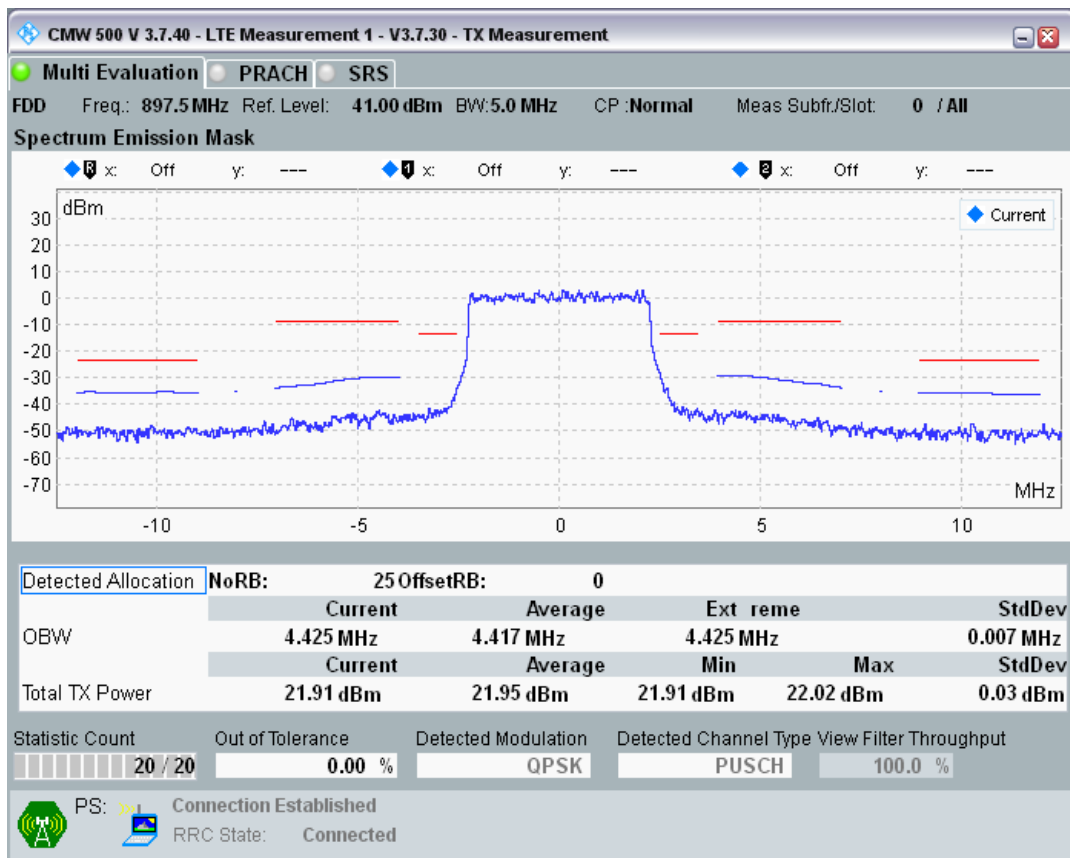 CMW 500 V 3.7.40 - LTE Measurement 1 - V3.7.30 - TX Measurement
Multi Evaluation PRACH SRS
FDD Freq.: 897.5 MHz Ref. Level: 41.00 dBm BW:5.0 MHz CP :Normal Meas Subfr./Slot: 0 / All
Spectrum Emission Mask
R x: Off y: --- 1 x: Off y: --- 2 x: Off y: ---
dBm
Current
30
20
10
0
-10
-20
-30
-40
-50
-60
-70
MHz
-10 -5 0 5 10
Detected Allocation NoRB: 25 OffsetRB: 0
Current Average Ext reme StdDev
OBW 4.425 MHz 4.417 MHz 4.425 MHz 0.007 MHz
Current Average Min Max StdDev
Total TX Power 21.91 dBm 21.95 dBm 21.91 dBm 22.02 dBm 0.03 dBm
Statistic Count Out of Tolerance Detected Modulation Detected Channel Type View Filter Throughput
20 / 20 0.00 % QPSK PUSCH 100.0 %
PS: Connection Established
RRC State: Connected